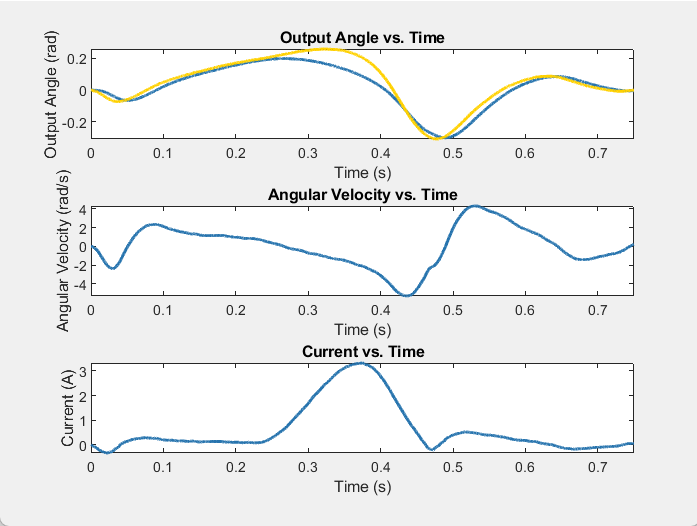 Output Angle vs. Time
Output Angle (rad)
0.2
0
-0.2
0 0.1 0.2 0.3 0.4 0.5 0.6 0.7
Time (s)
Angular Velocity vs. Time
Angular Velocity (rad/s)
4
2
0
-2
-4
0 0.1 0.2 0.3 0.4 0.5 0.6 0.7
Time (s)
Current vs. Time
Current (A)
3
2
1
0
0 0.1 0.2 0.3 0.4 0.5 0.6 0.7
Time (s)